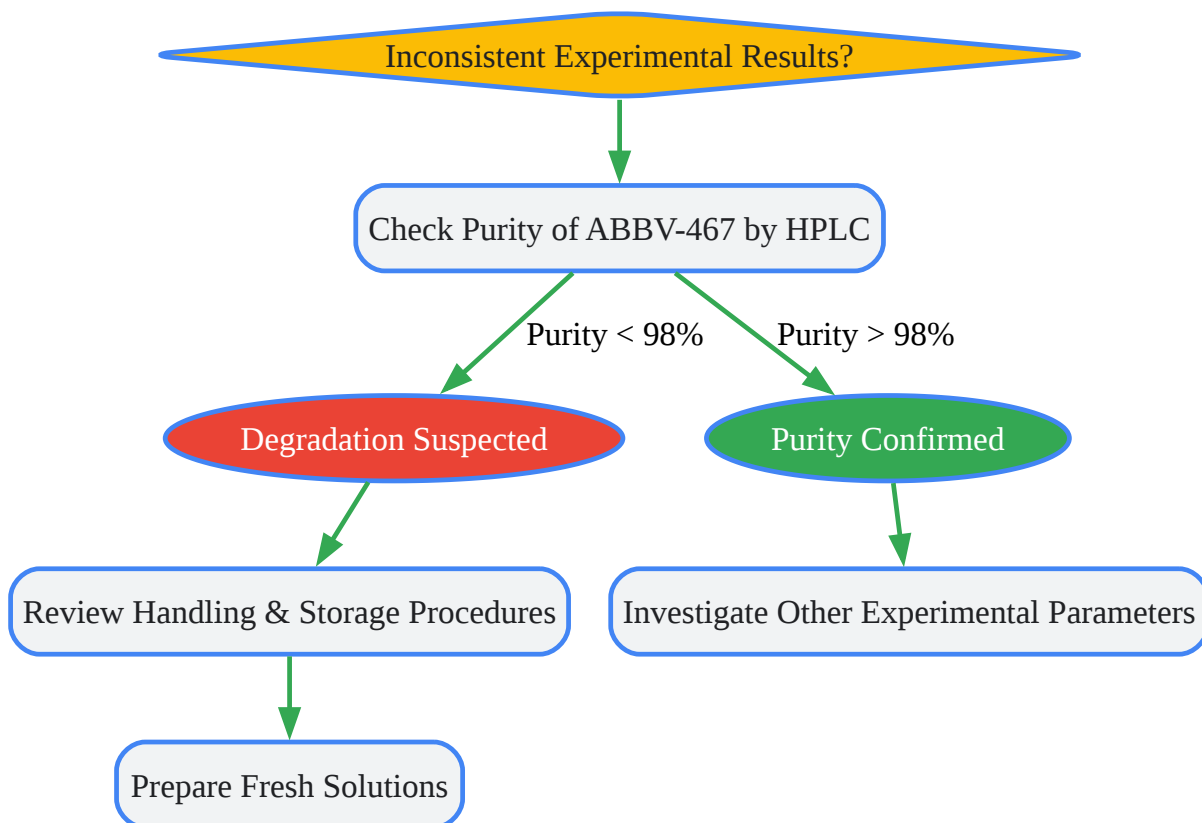 Inconsistent Experimental Results?
Check Purity of ABBV-467 by HPLC
Purity < 98%
Purity > 98%
Degradation Suspected
Purity Confirmed
Review Handling & Storage Procedures
Investigate Other Experimental Parameters
Prepare Fresh Solutions